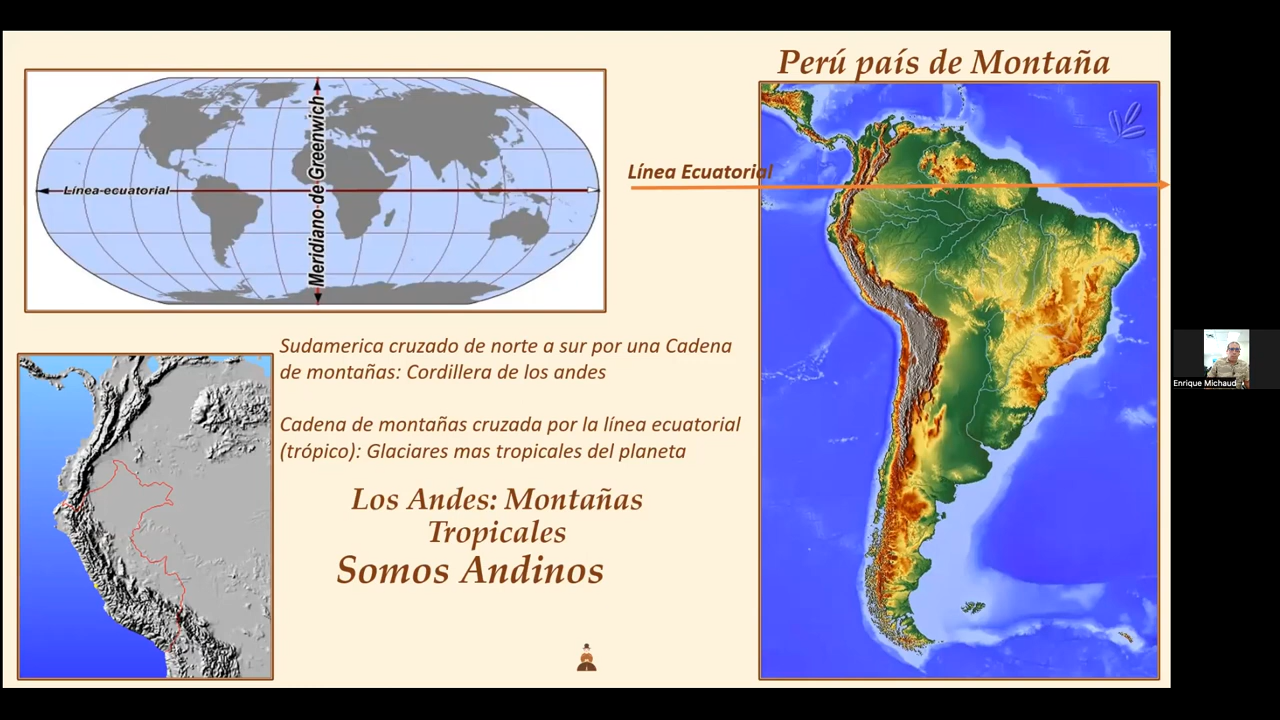 Perú país de Montaña
Línea ecuatorial
Meridiano de Greenwich
Línea Ecuatorial
Sudamerica cruzado de norte a sur por una Cadena
de montañas: Cordillera de los andes
Cadena de montañas cruzada por la línea ecuatorial
(trópico): Glaciares mas tropicales del planeta
Los Andes: Montañas
Tropicales
Somos Andinos
Enrique Michaud